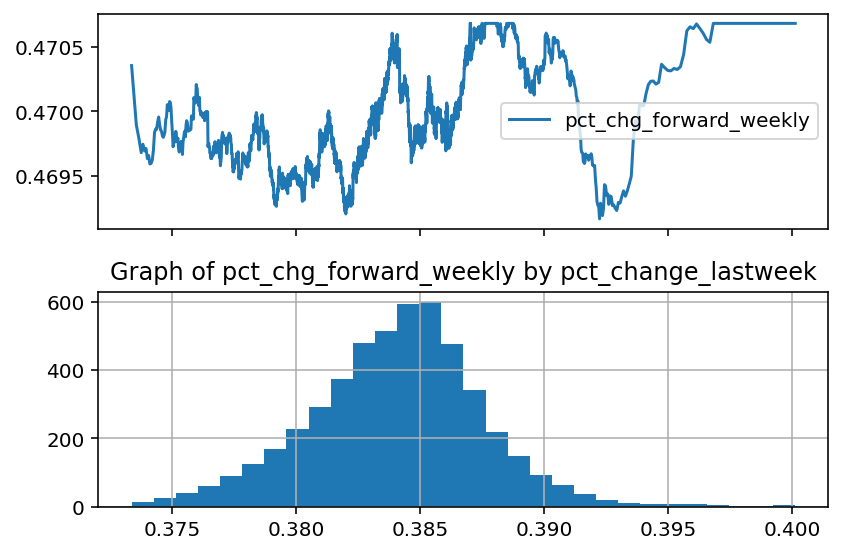 0.4705
0.4700
0.4695
pct_chg_forward_weekly
Graph of pct_chg_forward_weekly by pct_change_lastweek
600
400
200
0
0.375 0.380 0.385 0.390 0.395 0.400